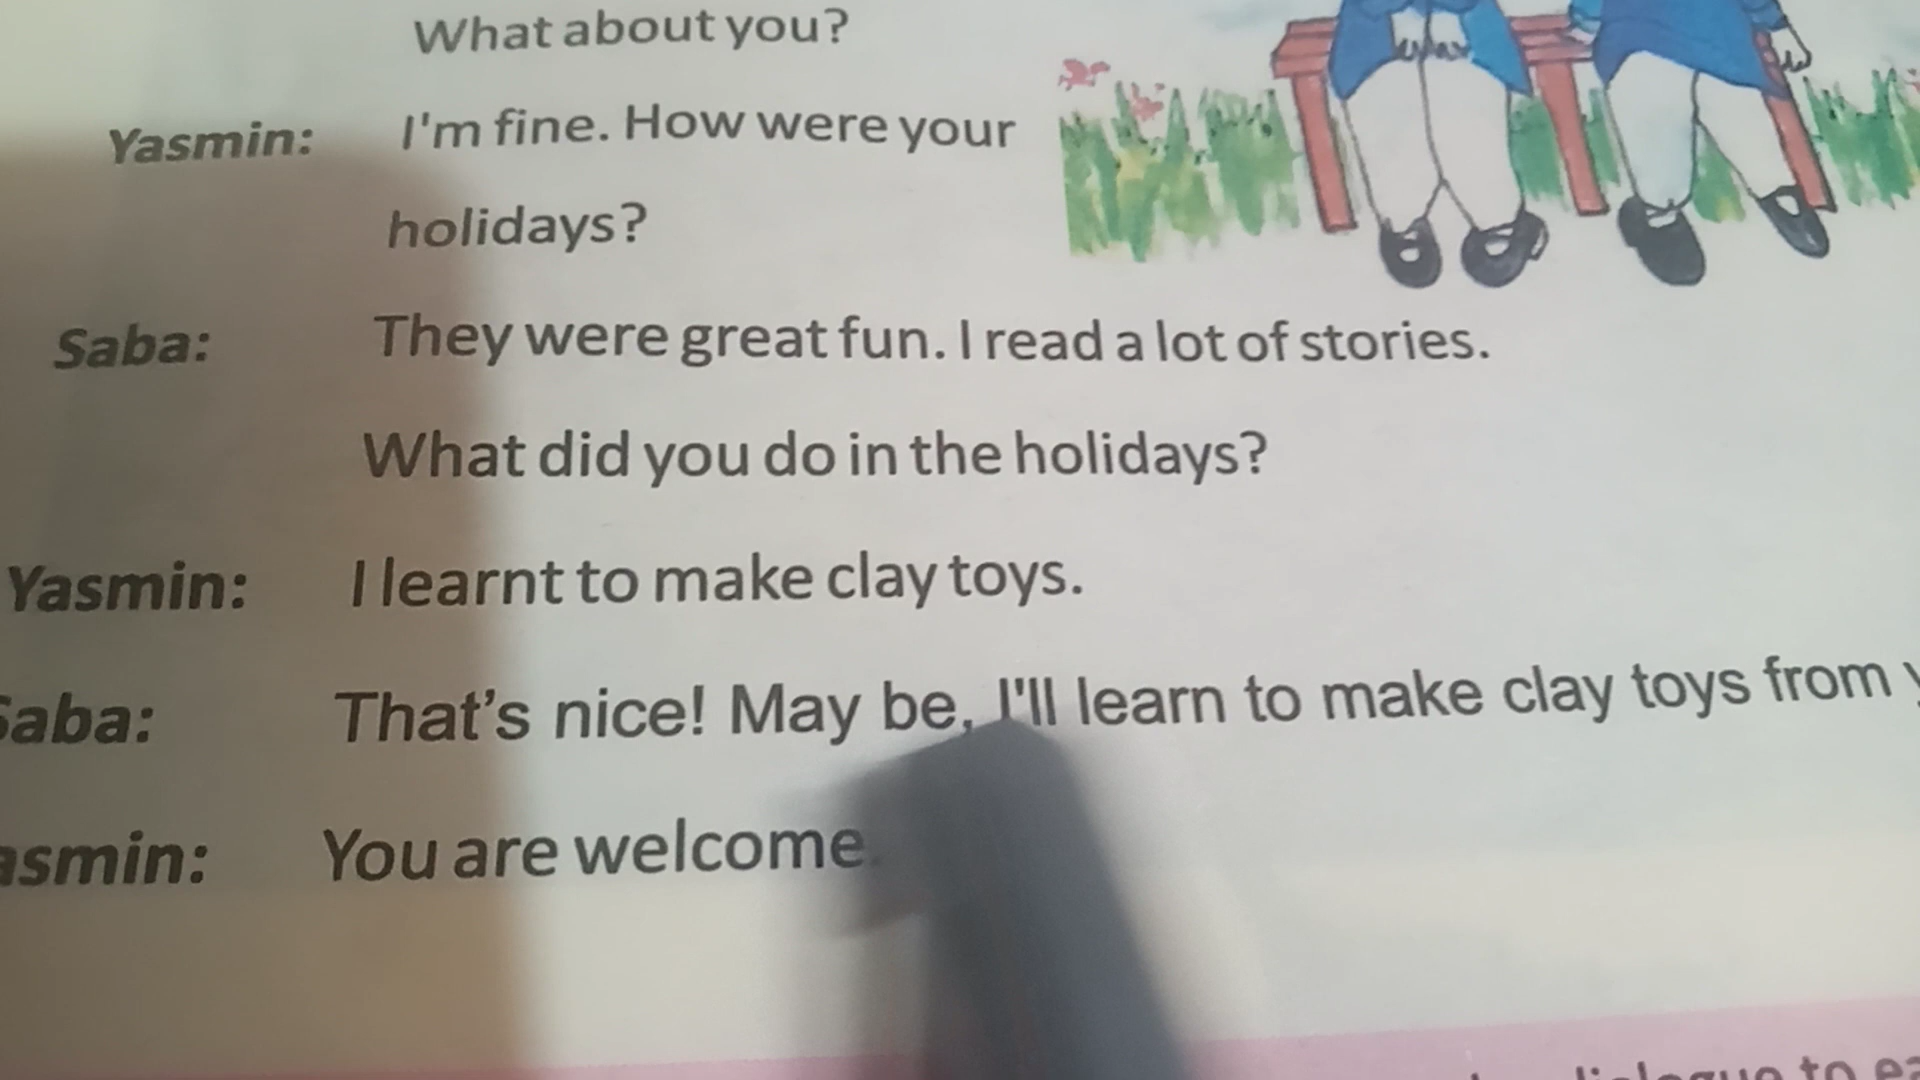 What about you?
Yasmin: I'm fine. How were your
holidays?
Saba: They were great fun. I read a lot of stories.
What did you do in the holidays?
Yasmin: I learnt to make clay toys.
Saba: That's nice! May be, I'll learn to make clay toys from
asmin: You are welcome.
to